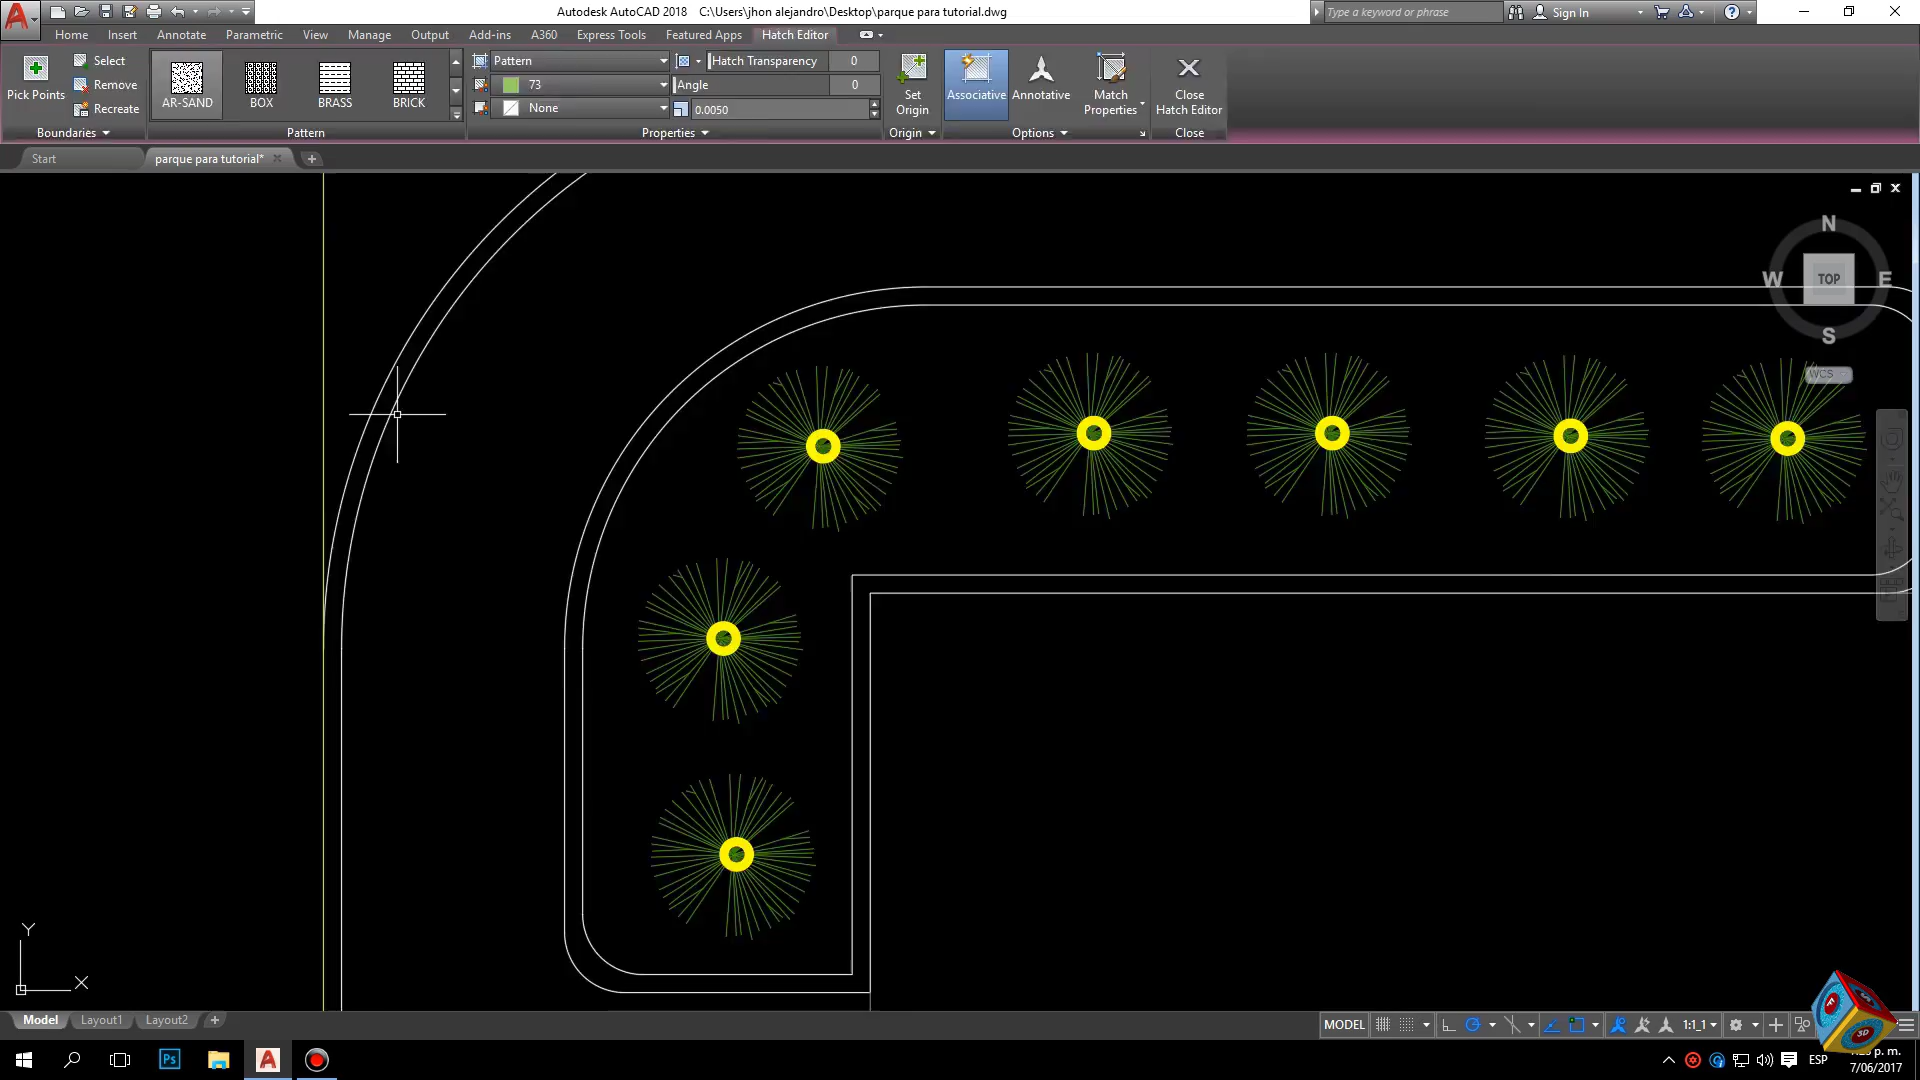 Autodesk AutoCAD 2018 C:\Users\jhon alejandro\Desktop\parque para tutorial.dwg
Type a keyword or phrase
Sign In
Home Insert Annotate Parametric View Manage Output Add-ins A360 Express Tools Featured Apps Hatch Editor
Pick Points
Select
Remove
Recreate
Boundaries
AR-SAND BOX BRASS BRICK
Pattern
Pattern
73
None
Hatch Transparency 0
Angle 0
0.0050
Properties
Set
Origin
Origin
Associative
Annotative
Match
Properties
Options
Close
Hatch Editor
Close
Start
parque para tutorial*
N
W TOP E
S
WCS
Y
X
Model Layout1 Layout2
MODEL
1:1_1
Ps
ESP
p. m.
7/06/2017
3D